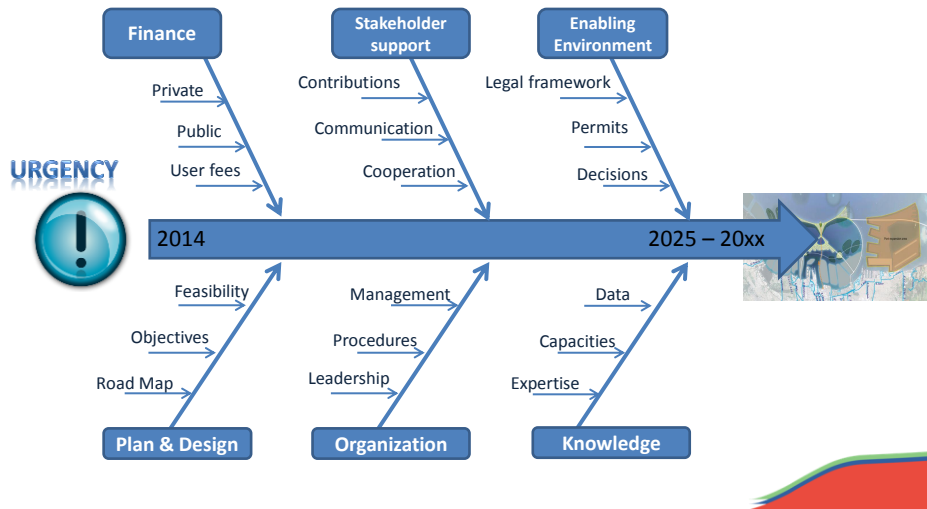 Finance
Stakeholder
support
Enabling
Environment
Private
Public
User fees
Contributions
Communication
Cooperation
Legal framework
Permits
Decisions
URGENCY
2014
2025 – 20xx
Feasibility
Objectives
Road Map
Management
Procedures
Leadership
Data
Capacities
Expertise
Plan & Design
Organization
Knowledge